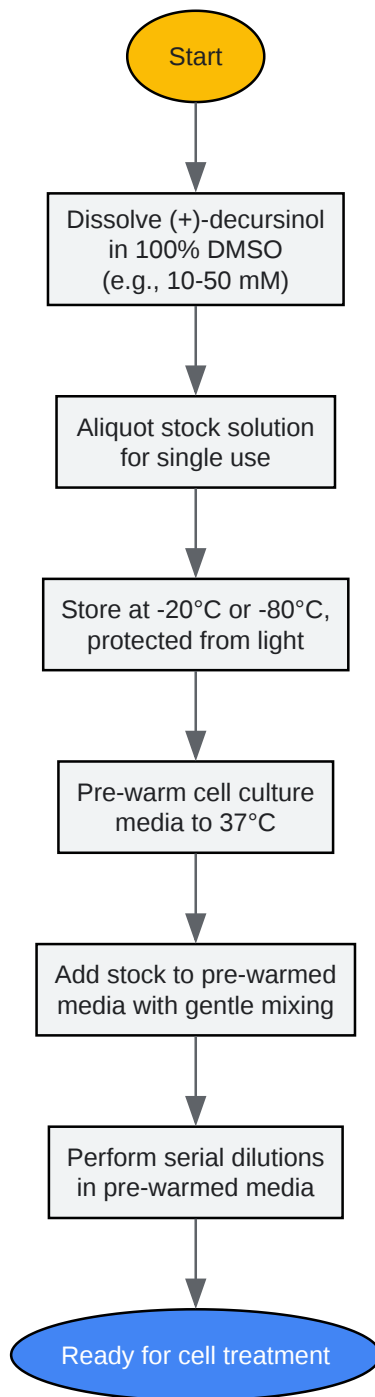 Start
Dissolve (+)-decursinol
in 100% DMSO
(e.g., 10-50 mM)
Aliquot stock solution
for single use
Store at -20°C or -80°C,
protected from light
Pre-warm cell culture
media to 37°C
Add stock to pre-warmed
media with gentle mixing
Perform serial dilutions
in pre-warmed media
Ready for cell treatment